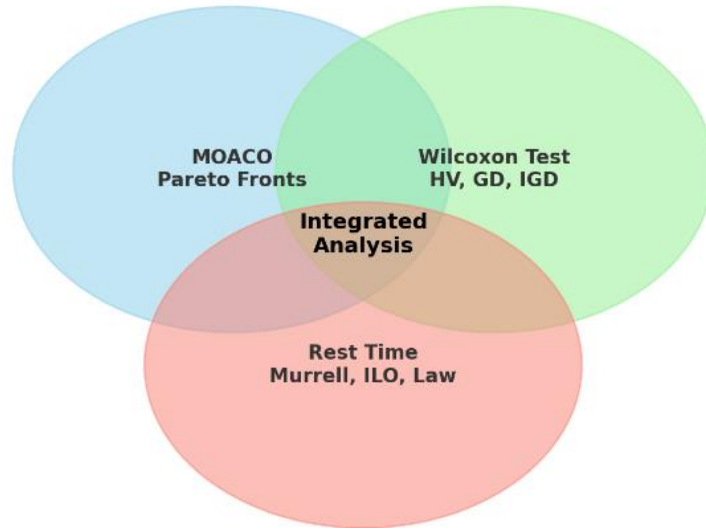 MOACO
Pareto Fronts
Wilcoxon Test
HV, GD, IGD
Integrated
Analysis
Rest Time
Murrell, ILO, Law